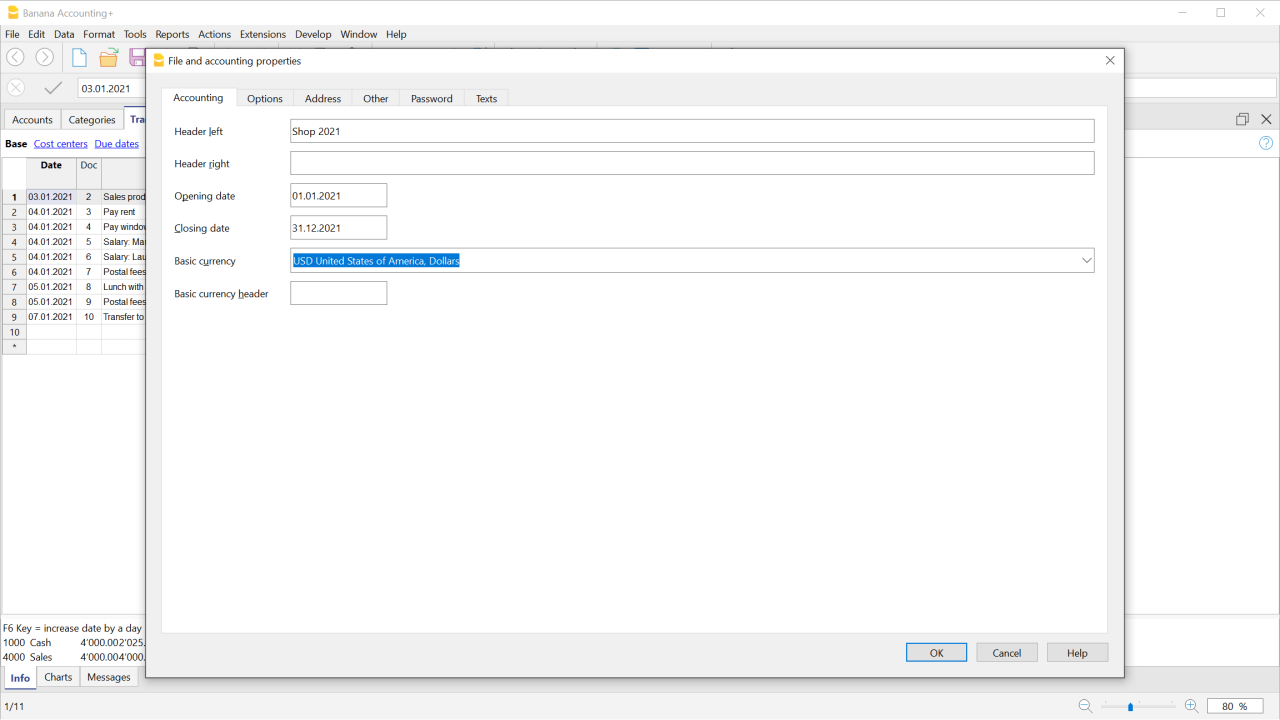 Banana Accounting+
File Edit Data Format Tools Reports Actions Extensions Develop Window Help
File and accounting properties
03.01.2021
Accounting Options Address Other Password Texts
Accounts Categories Tra
Header left Shop 2021
Base Cost centers Due dates
Header right
Date Doc
Opening date 01.01.2021
1 03.01.2021 2 Sales prod
2 04.01.2021 3 Pay rent
3 04.01.2021 4 Pay window
Closing date 31.12.2021
4 04.01.2021 5 Salary: Mar
5 04.01.2021 6 Salary: Lau
Basic currency USD United States of America, Dollars
6 04.01.2021 7 Postal fees
7 05.01.2021 8 Lunch with
Basic currency header
8 05.01.2021 9 Postal fees
9 07.01.2021 10 Transfer to
10
*
F6 Key = increase date by a day
1000 Cash 4'000.002'025.
4000 Sales 4'000.004'000.
OK Cancel Help
Info Charts Messages
1/11
80 %